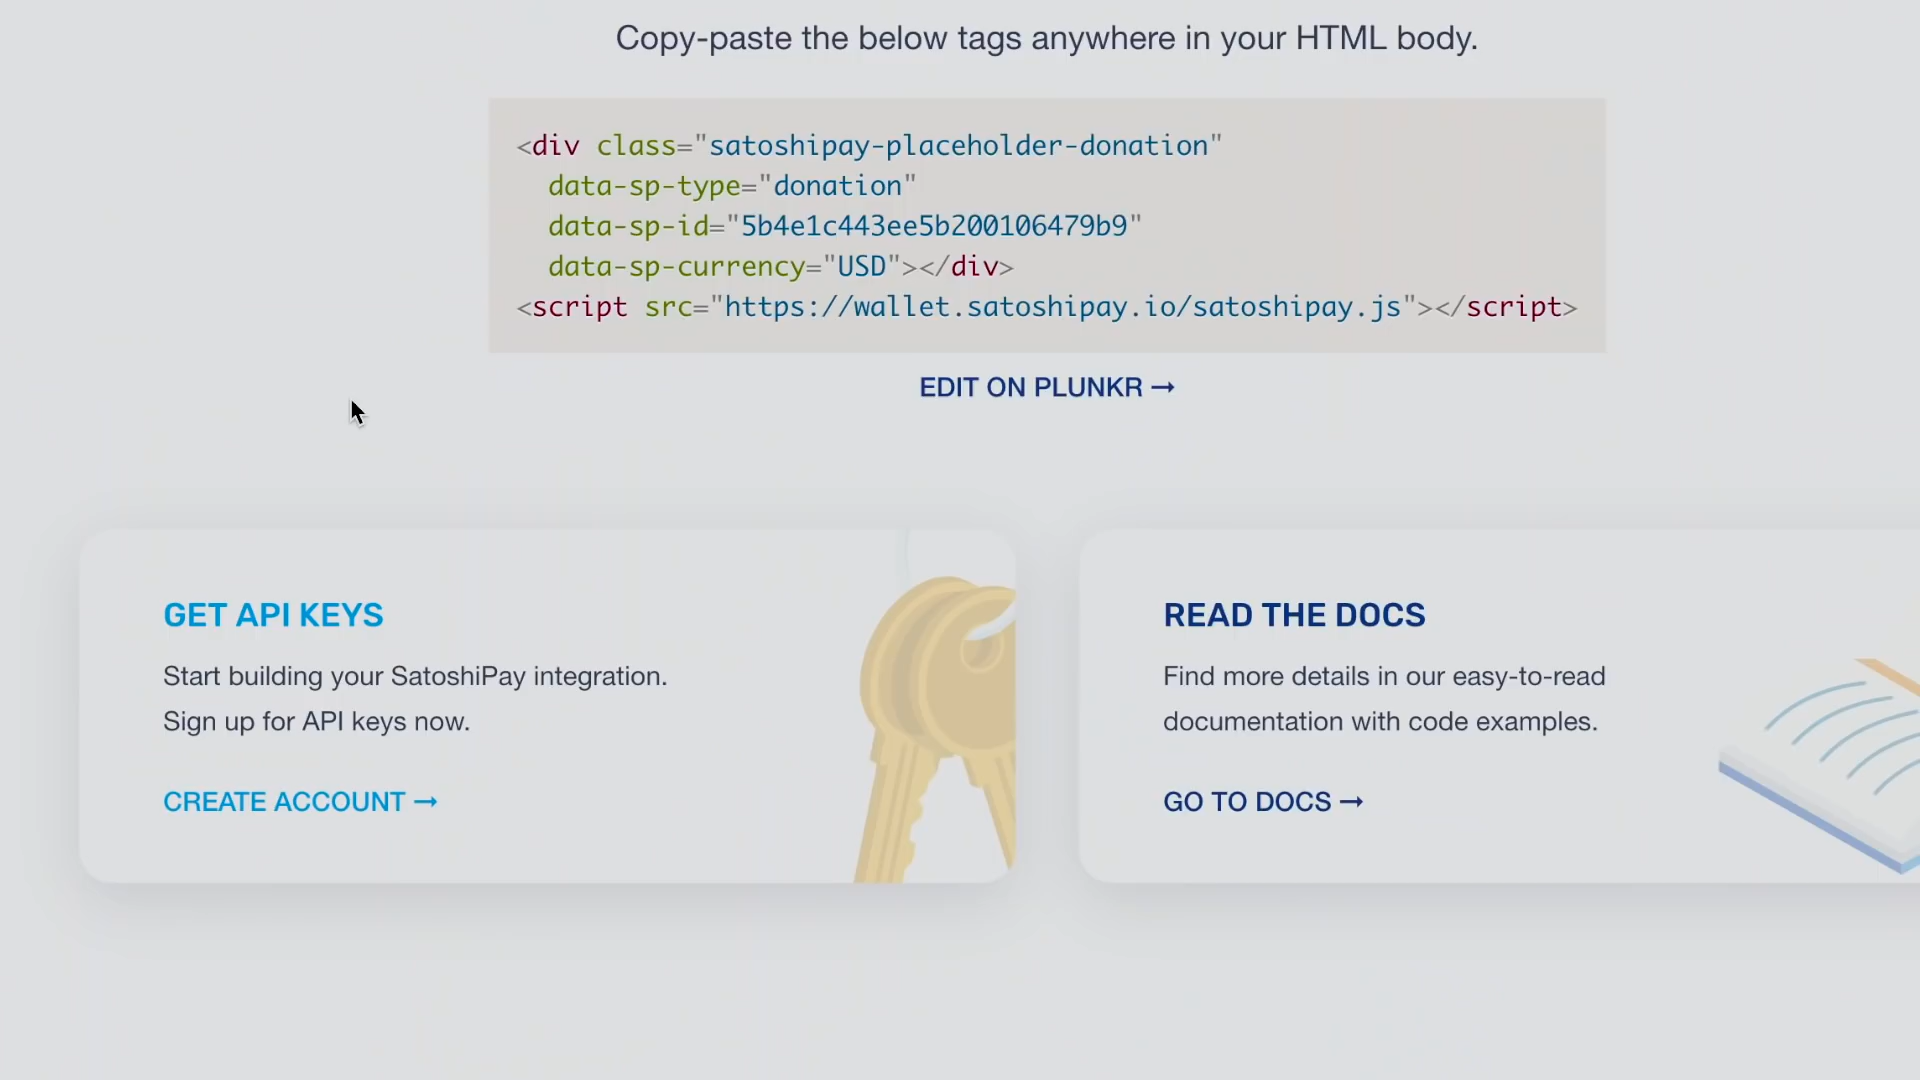 Copy-paste the below tags anywhere in your HTML body.
<div class="satoshipay-placeholder-donation"
data-sp-type="donation"
data-sp-id="5b4e1c443ee5b200106479b9"
data-sp-currency="USD"></div>
<script src="https://wallet.satoshipay.io/satoshipay.js"></script>
EDIT ON PLUNKR →
GET API KEYS
Start building your SatoshiPay integration.
Sign up for API keys now.
CREATE ACCOUNT →
READ THE DOCS
Find more details in our easy-to-read
documentation with code examples.
GO TO DOCS →